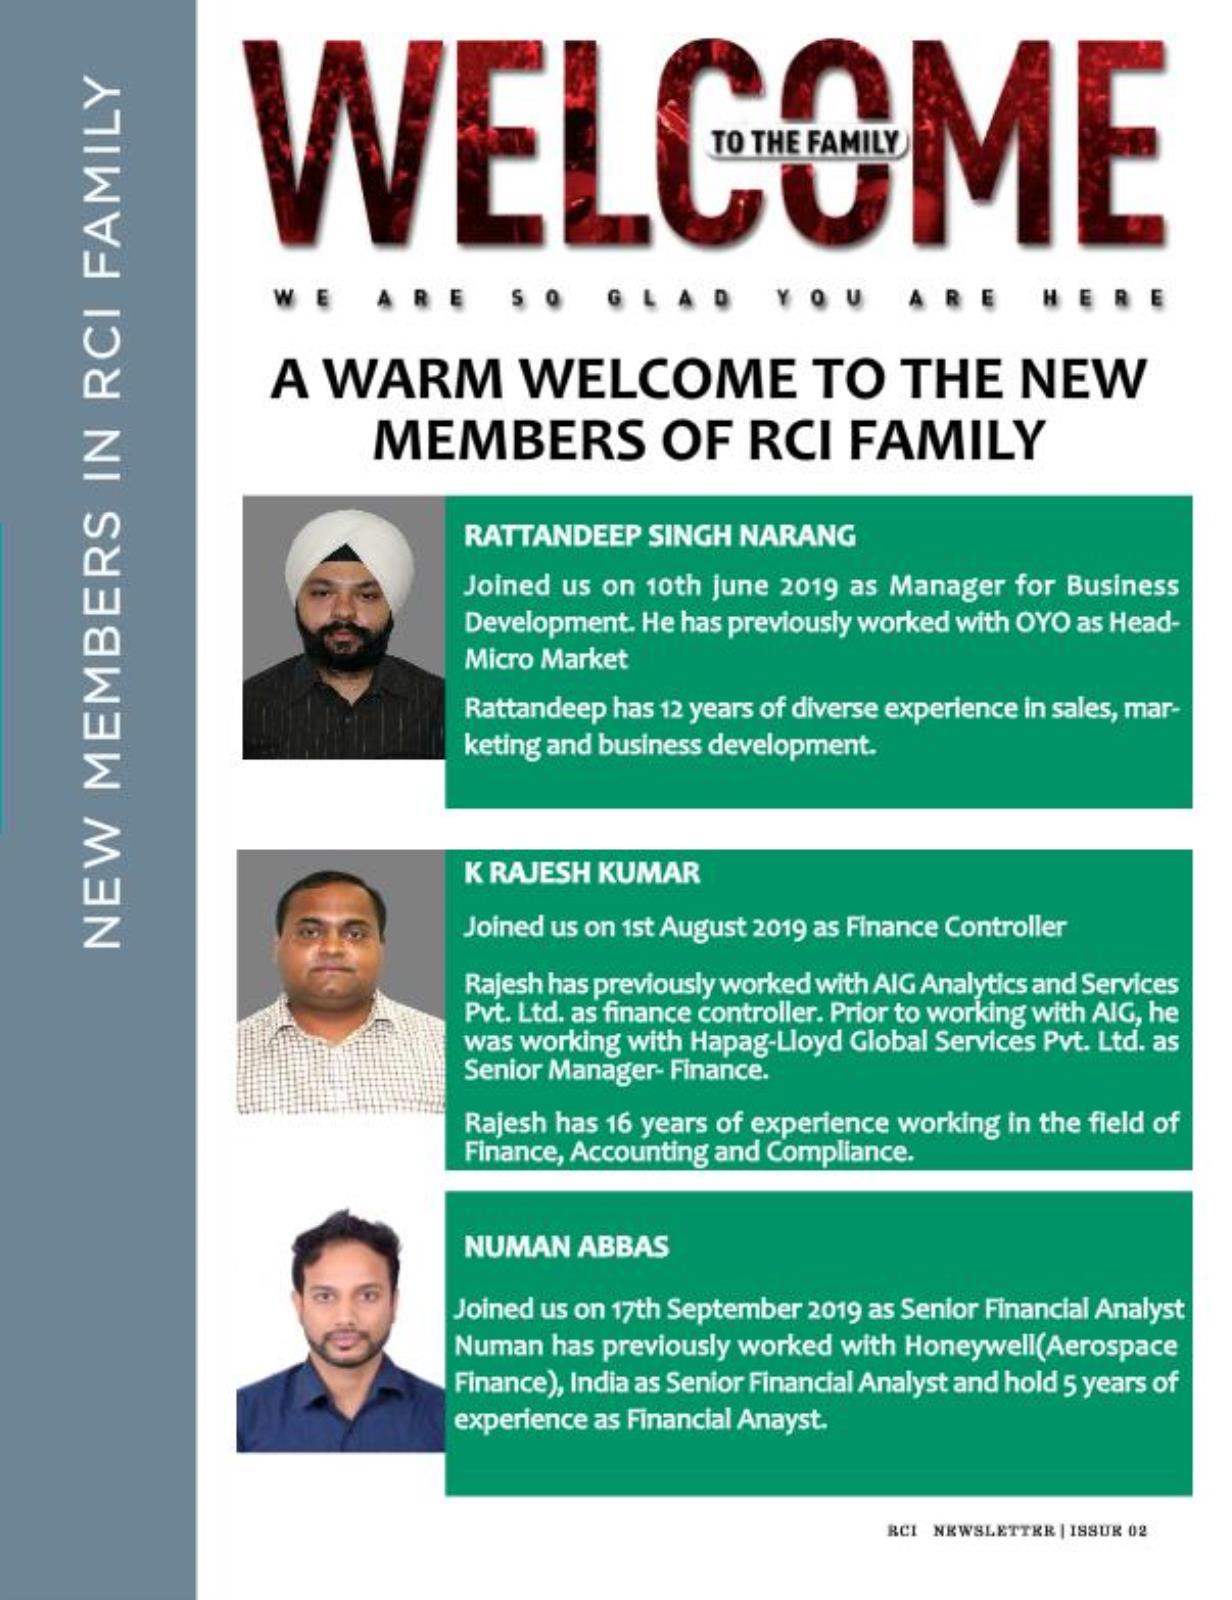 NEW MEMBERS IN RCI FAMILY
WELCOME
TO THE FAMILY
WE ARE SO GLAD YOU ARE HERE
A WARM WELCOME TO THE NEW
MEMBERS OF RCI FAMILY
RATTANDEEP SINGH NARANG
Joined us on 10th june 2019 as Manager for Business
Development. He has previously worked with OYO as Head-
Micro Market
Rattandeep has 12 years of diverse experience in sales, mar-
keting and business development.
K RAJESH KUMAR
Joined us on 1st August 2019 as Finance Controller
Rajesh has previously worked with AIG Analytics and Services
Pvt. Ltd. as finance controller. Prior to working with AIG, he
was working with Hapag-Lloyd Global Services Pvt. Ltd. as
Senior Manager- Finance.
Rajesh has 16 years of experience working in the field of
Finance, Accounting and Compliance.
NUMAN ABBAS
Joined us on 17th September 2019 as Senior Financial Analyst
Numan has previously worked with Honeywell(Aerospace
Finance), India as Senior Financial Analyst and hold 5 years of
experience as Financial Anayst.
RCI NEWSLETTER | ISSUE 02